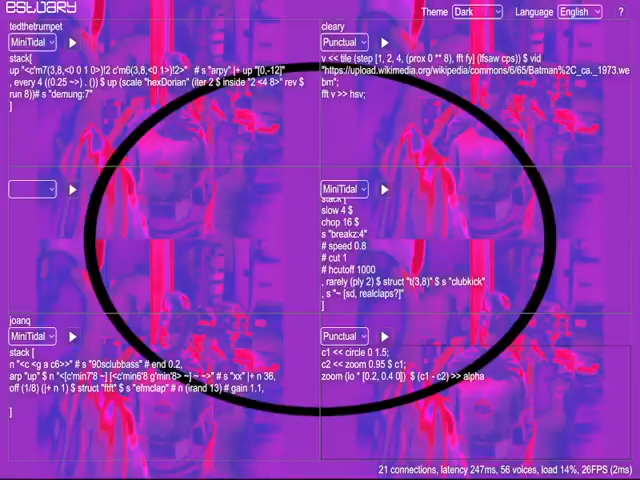 estuary
Theme Dark Language English ?
tedthetrumpet
MiniTidal
stack[
up "<c'm7(3,8,<0 0 1 0>)!2 c'm6(3,8,<0 1>)!2>" # s "arpy" |+ up "[0,-12]"
, every 4 ((0.25 ~>) . ()) $ up (scale "hexDorian" (iter 2 $ inside "2 <4 8>" rev $
run 8))# s "demung:7"
]
cleary
Punctual
v << tile (step [1, 2, 4, (prox 0 ** 8), fft fy] (lfsaw cps)) $ vid
"https://upload.wikimedia.org/wikipedia/commons/6/65/Batman%2C_ca._1973.we
bm";
fft v >> hsv;
MiniTidal
stack [
slow 4 $
chop 16 $
s "breakz:4"
# speed 0.8
# cut 1
# hcutoff 1000
, rarely (ply 2) $ struct "t(3,8)" $ s "clubkick"
, s "~ [sd, realclaps?]"
]
joanq
MiniTidal
stack [
n "<c <g a c6>>" # s "90sclubbass" # end 0.2,
arp "up" $ n "<[c'min7'8 ~] [<c'min6'8 g'min'8> ~] ~ ~>" # s "xx" |+ n 36,
off (1/8) (|+ n 1) $ struct "ftft" $ s "efmclap" # n (irand 13) # gain 1.1,
]
Punctual
c1 << circle 0 1.5;
c2 << zoom 0.95 $ c1;
zoom (lo * [0.2, 0.4 0]) $ (c1 - c2) >> alpha
21 connections, latency 247ms, 56 voices, load 14%, 26FPS (2ms)